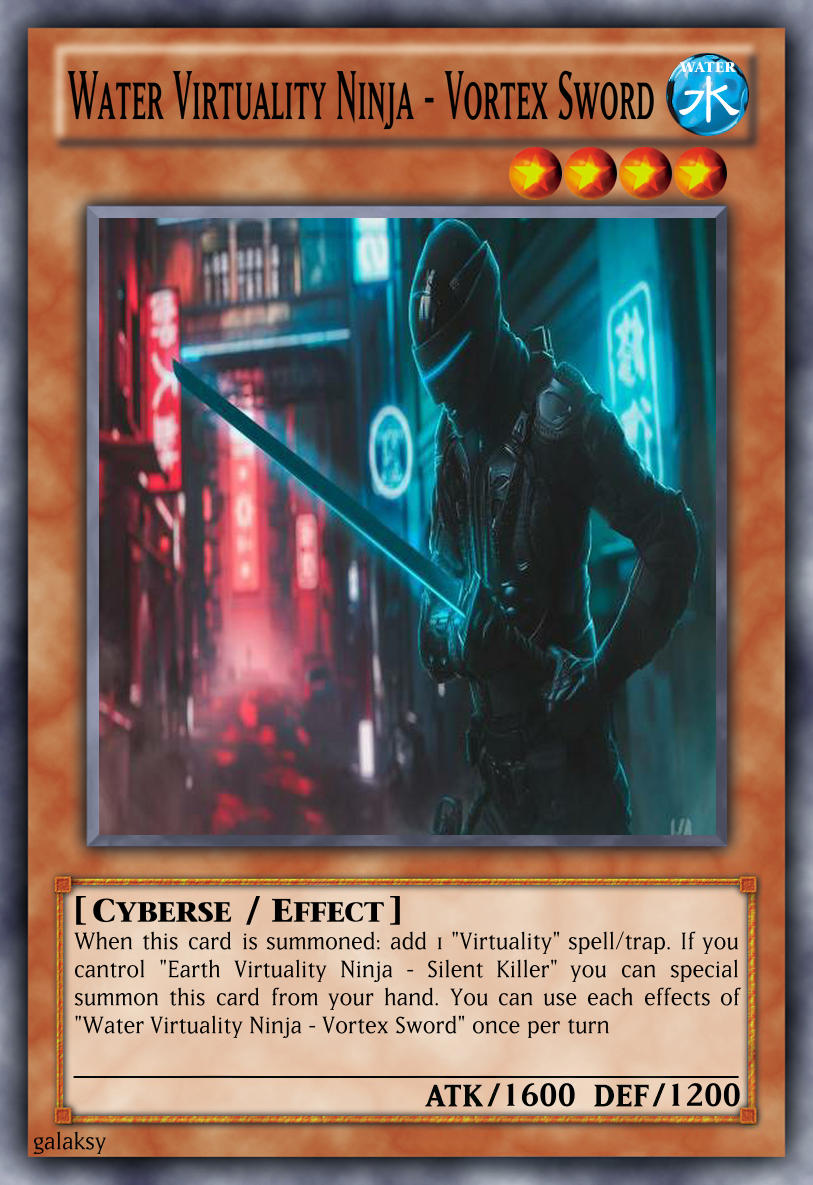 Water Virtuality Ninja - Vortex Sword
WATER
水
[ Cyberse / Effect ]
When this card is summoned: add 1 "Virtuality" spell/trap. If you
cantrol "Earth Virtuality Ninja - Silent Killer" you can special
summon this card from your hand. You can use each effects of
"Water Virtuality Ninja - Vortex Sword" once per turn
ATK/1600 DEF/1200
galaksy